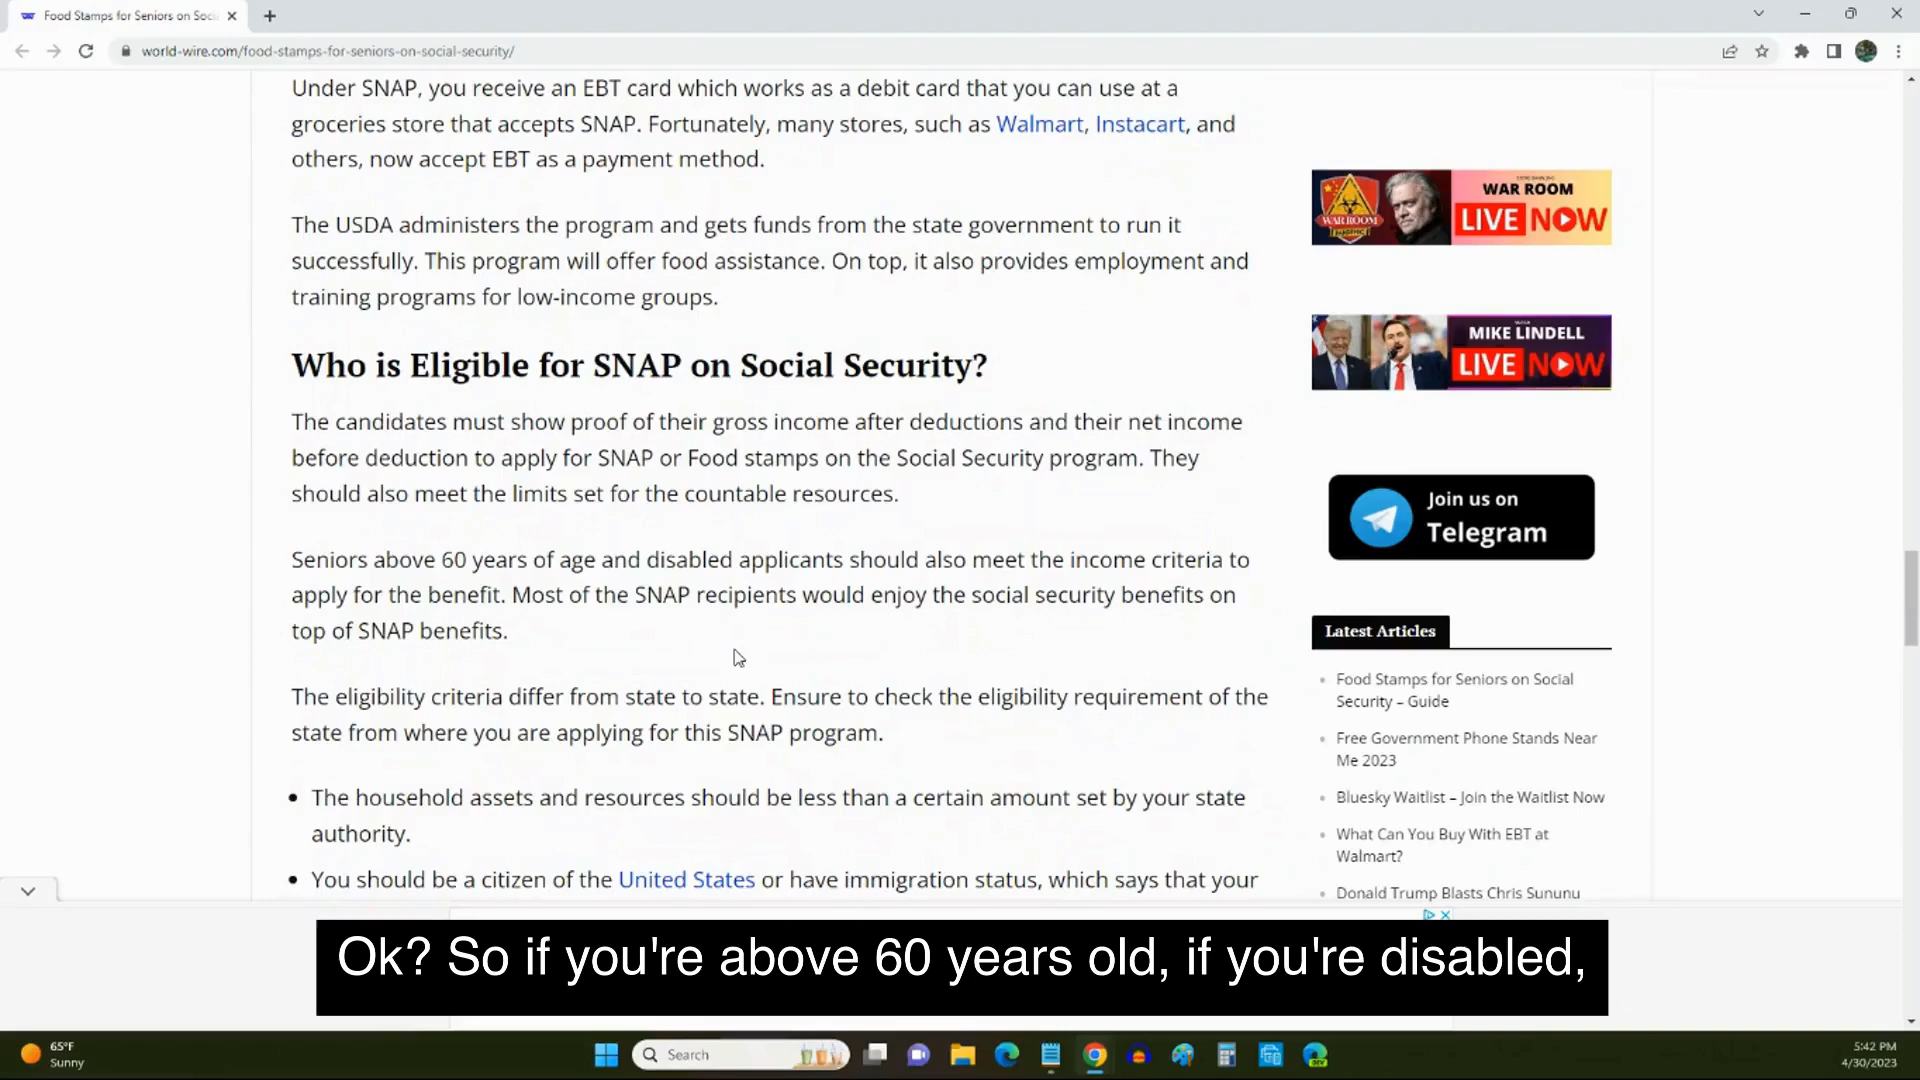 Food Stamps for Seniors on Soci
world-wire.com/food-stamps-for-seniors-on-social-security/
Under SNAP, you receive an EBT card which works as a debit card that you can use at a
groceries store that accepts SNAP. Fortunately, many stores, such as Walmart, Instacart, and
others, now accept EBT as a payment method.
The USDA administers the program and gets funds from the state government to run it
successfully. This program will offer food assistance. On top, it also provides employment and
training programs for low-income groups.
Who is Eligible for SNAP on Social Security?
The candidates must show proof of their gross income after deductions and their net income
before deduction to apply for SNAP or Food stamps on the Social Security program. They
should also meet the limits set for the countable resources.
Seniors above 60 years of age and disabled applicants should also meet the income criteria to
apply for the benefit. Most of the SNAP recipients would enjoy the social security benefits on
top of SNAP benefits.
The eligibility criteria differ from state to state. Ensure to check the eligibility requirement of the
state from where you are applying for this SNAP program.
• The household assets and resources should be less than a certain amount set by your state
authority.
• You should be a citizen of the United States or have immigration status, which says that your
WAR ROOM
PANDEMIC
WAR ROOM
LIVE NOW
MIKE LINDELL
LIVE NOW
Join us on
Telegram
Latest Articles
Food Stamps for Seniors on Social
Security – Guide
Free Government Phone Stands Near
Me 2023
Bluesky Waitlist – Join the Waitlist Now
What Can You Buy With EBT at
Walmart?
Donald Trump Blasts Chris Sununu
Ok? So if you're above 60 years old, if you're disabled,
65°F
Sunny
Search
DEV
5:42 PM
4/30/2023